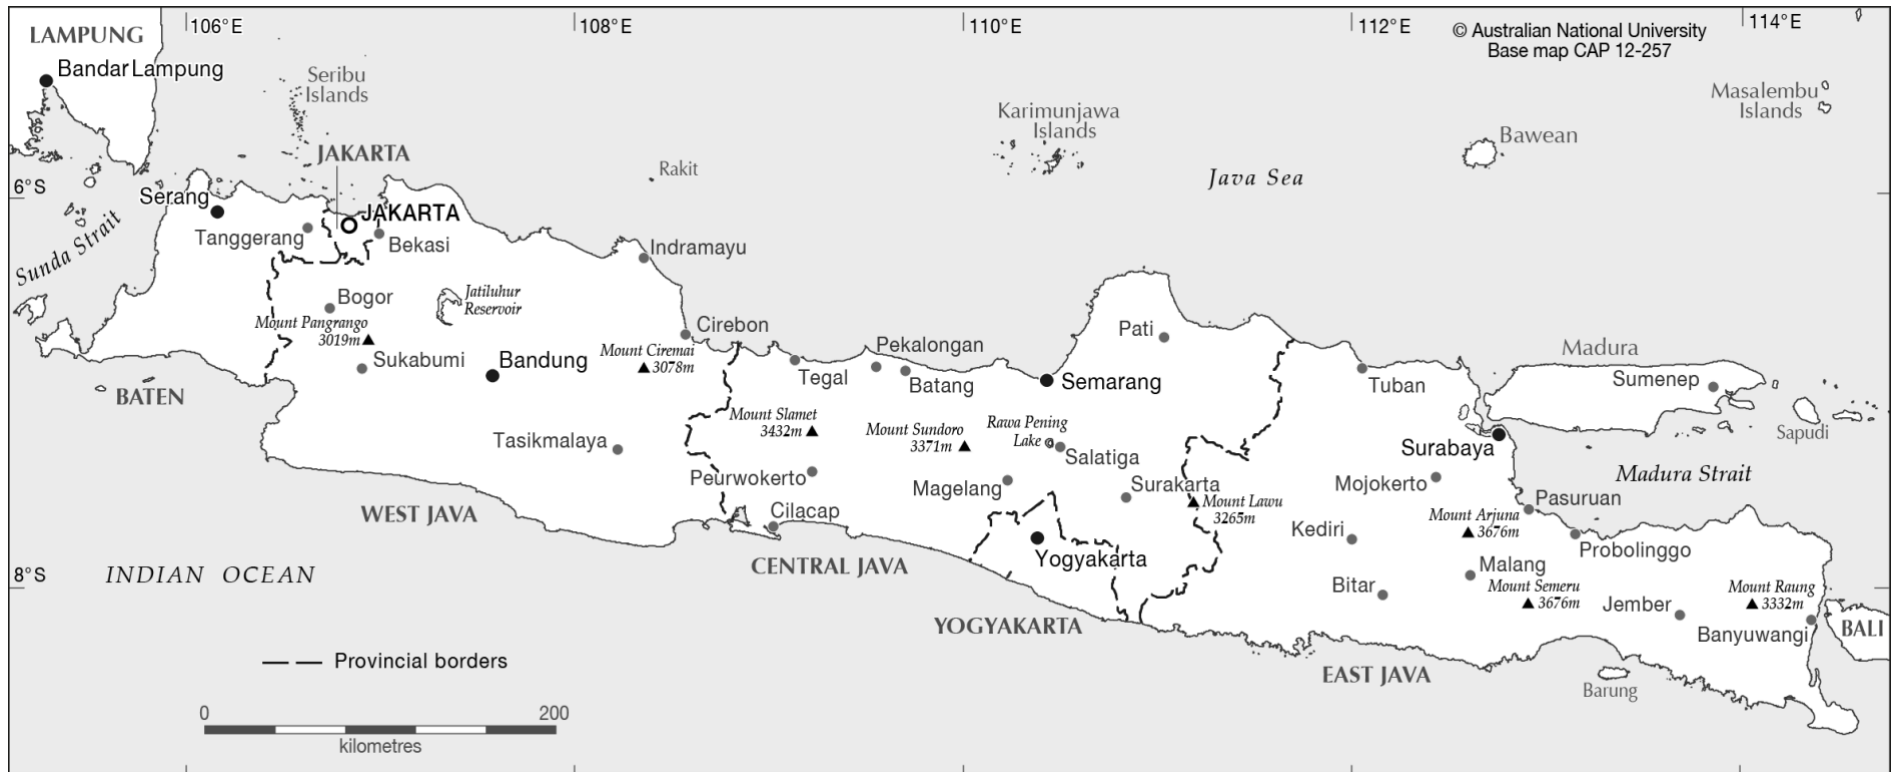 106°E
108°E
110°E
112°E
114°E
© Australian National University
Base map CAP 12-257
LAMPUNG
Bandar Lampung
Seribu
Islands
Karimunjawa
Islands
Masalembu
Islands
Bawean
JAKARTA
Rakit
Java Sea
6°S
Serang
JAKARTA
Tanggerang
Bekasi
Sunda Strait
Indramayu
Bogor
Jatiluhur
Reservoir
Mount Pangrango
3019m
Cirebon
Pati
Sukabumi
Bandung
Mount Ciremai
3078m
Pekalongan
Tegal
Batang
Semarang
Tuban
Madura
Sumenep
BATEN
Mount Slamet
3432m
Mount Sundoro
3371m
Rawa Pening
Lake
Tasikmalaya
Salatiga
Surabaya
Sapudi
Madura Strait
Peurwokerto
Magelang
Surakarta
Mojokerto
Mount Lawu
3265m
Pasuruan
WEST JAVA
Cilacap
Mount Arjuna
3676m
Kediri
Probolinggo
Yogyakarta
CENTRAL JAVA
Malang
8°S
INDIAN OCEAN
Bitar
Mount Semeru
3676m
Mount Raung
3332m
Jember
YOGYAKARTA
Banyuwangi
BALI
Provincial borders
EAST JAVA
Barung
0
200
kilometres